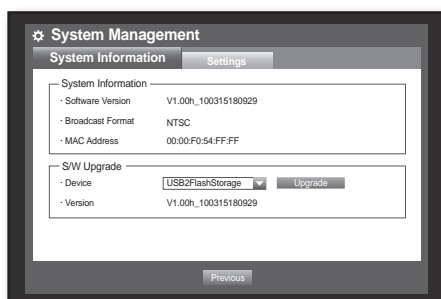 System Management
System Information Settings
System Information
· Software Version V1.00h_100315180929
· Broadcast Format NTSC
· MAC Address 00:00:F0:54:FF:FF
S/W Upgrade
· Device USB2FlashStorage Upgrade
· Version V1.00h_100315180929
Previous